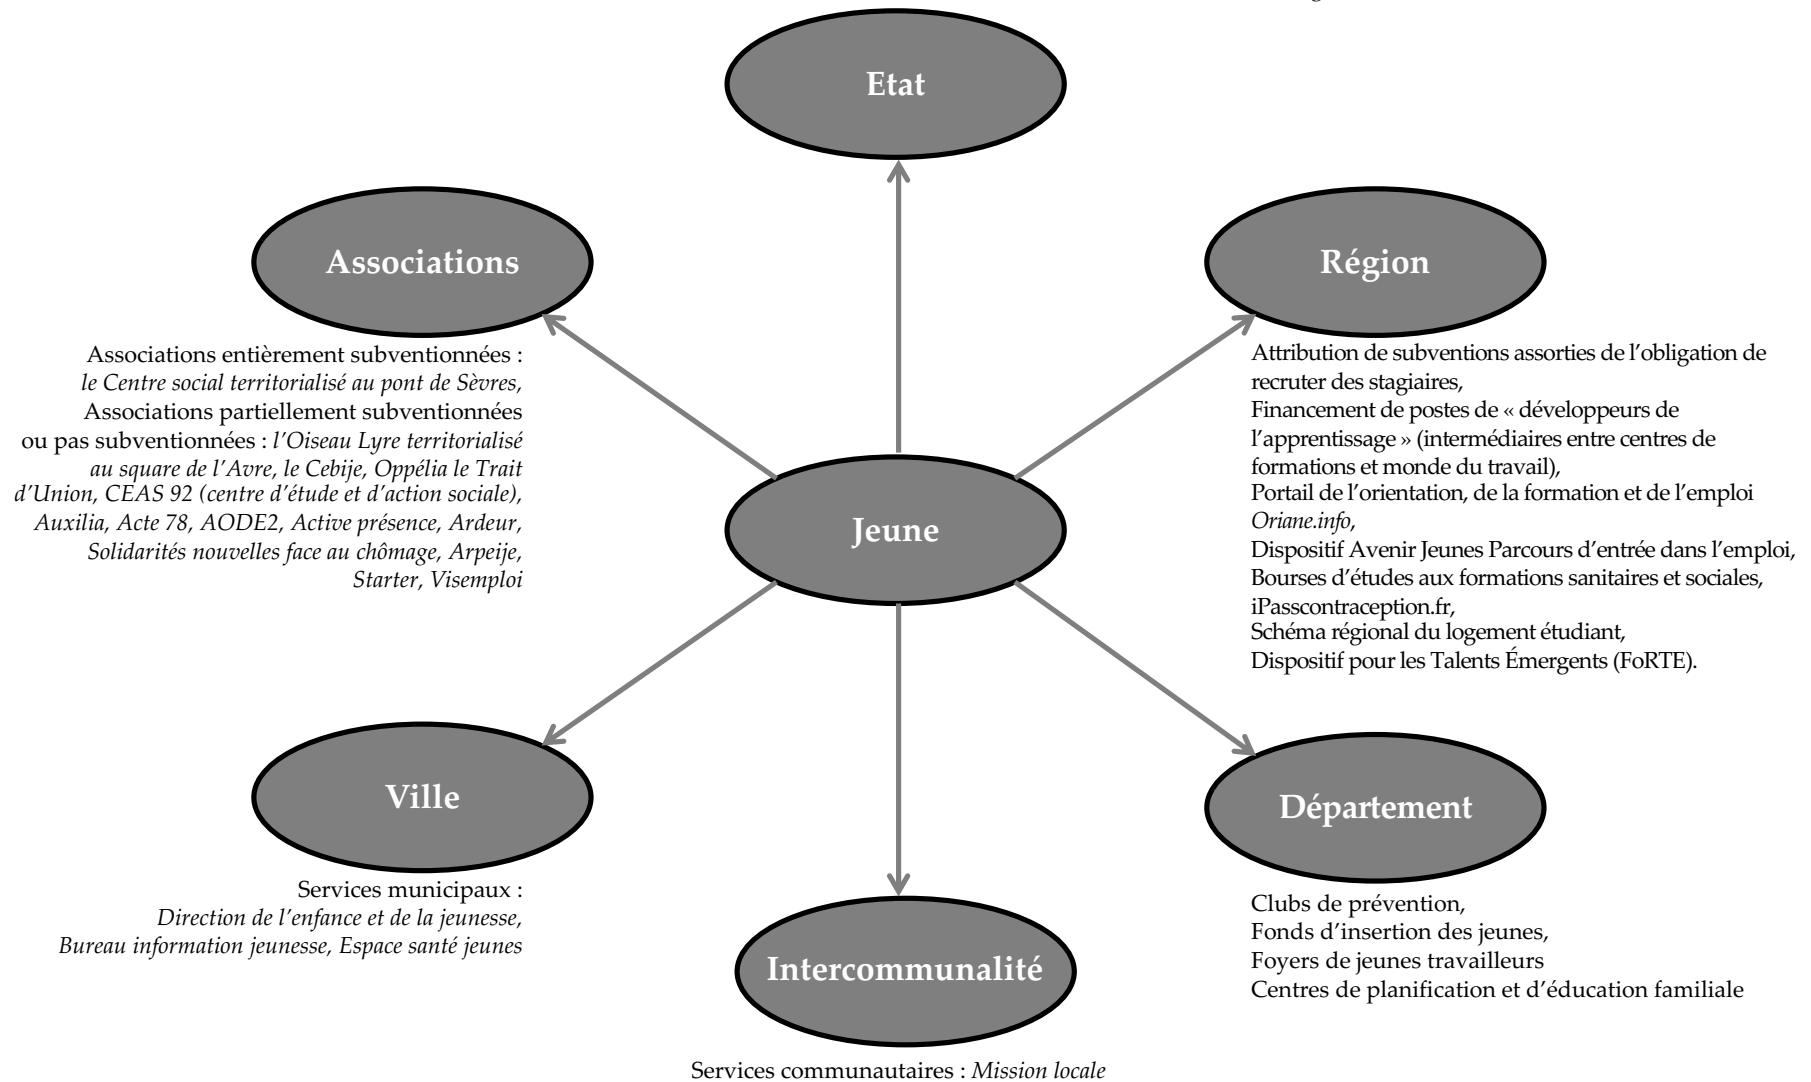 Etat
Associations
Région
Associations entièrement subventionnées :
le Centre social territorialisé au pont de Sèvres,
Associations partiellement subventionnées
ou pas subventionnées : l’Oiseau Lyre territorialisé
au square de l’Avre, le Cebije, Oppélia le Trait
d’Union, CEAS 92 (centre d’étude et d’action sociale),
Auxilia, Acte 78, AODE2, Active présence, Ardeur,
Solidarités nouvelles face au chômage, Arpeije,
Starter, Visemploi
Attribution de subventions assorties de l’obligation de
recruter des stagiaires,
Financement de postes de « développeurs de
l’apprentissage » (intermédiaires entre centres de
formations et monde du travail),
Portail de l’orientation, de la formation et de l’emploi
Oriane.info,
Dispositif Avenir Jeunes Parcours d’entrée dans l’emploi,
Bourses d’études aux formations sanitaires et sociales,
iPasscontraception.fr,
Schéma régional du logement étudiant,
Dispositif pour les Talents Émergents (FoRTE).
Jeune
Ville
Département
Services municipaux :
Direction de l’enfance et de la jeunesse,
Bureau information jeunesse, Espace santé jeunes
Clubs de prévention,
Fonds d’insertion des jeunes,
Foyers de jeunes travailleurs
Centres de planification et d’éducation familiale
Intercommunalité
Services communautaires : Mission locale